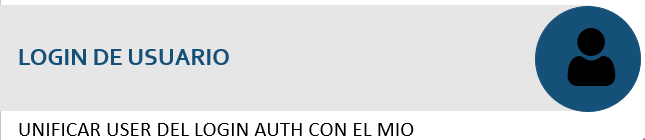 LOGIN DE USUARIO
UNIFICAR USER DEL LOGIN AUTH CON EL MIO